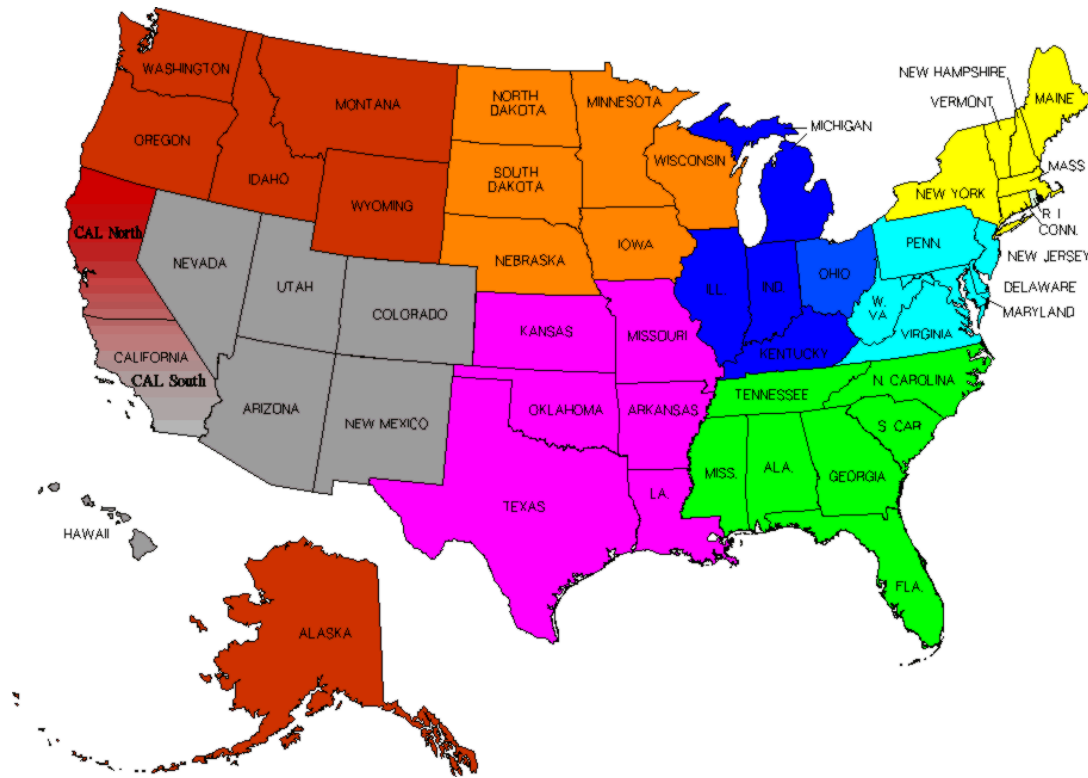 WASHINGTON
OREGON
IDAHO
MONTANA
WYOMING
CAL North
CALIFORNIA
CAL South
NEVADA
UTAH
COLORADO
ARIZONA
NEW MEXICO
NORTH
DAKOTA
SOUTH
DAKOTA
NEBRASKA
MINNESOTA
IOWA
WISCONSIN
KANSAS
MISSOURI
OKLAHOMA
ARKANSAS
TEXAS
LA.
MICHIGAN
ILL.
IND.
OHIO
KENTUCKY
TENNESSEE
MISS.
ALA.
GEORGIA
FLA.
N. CAROLINA
S. CAR
PENN.
W.
VA
VIRGINIA
NEW HAMPSHIRE
VERMONT
MAINE
MASS
NEW YORK
R. I
CONN.
NEW JERSEY
DELAWARE
MARYLAND
HAWAII
ALASKA